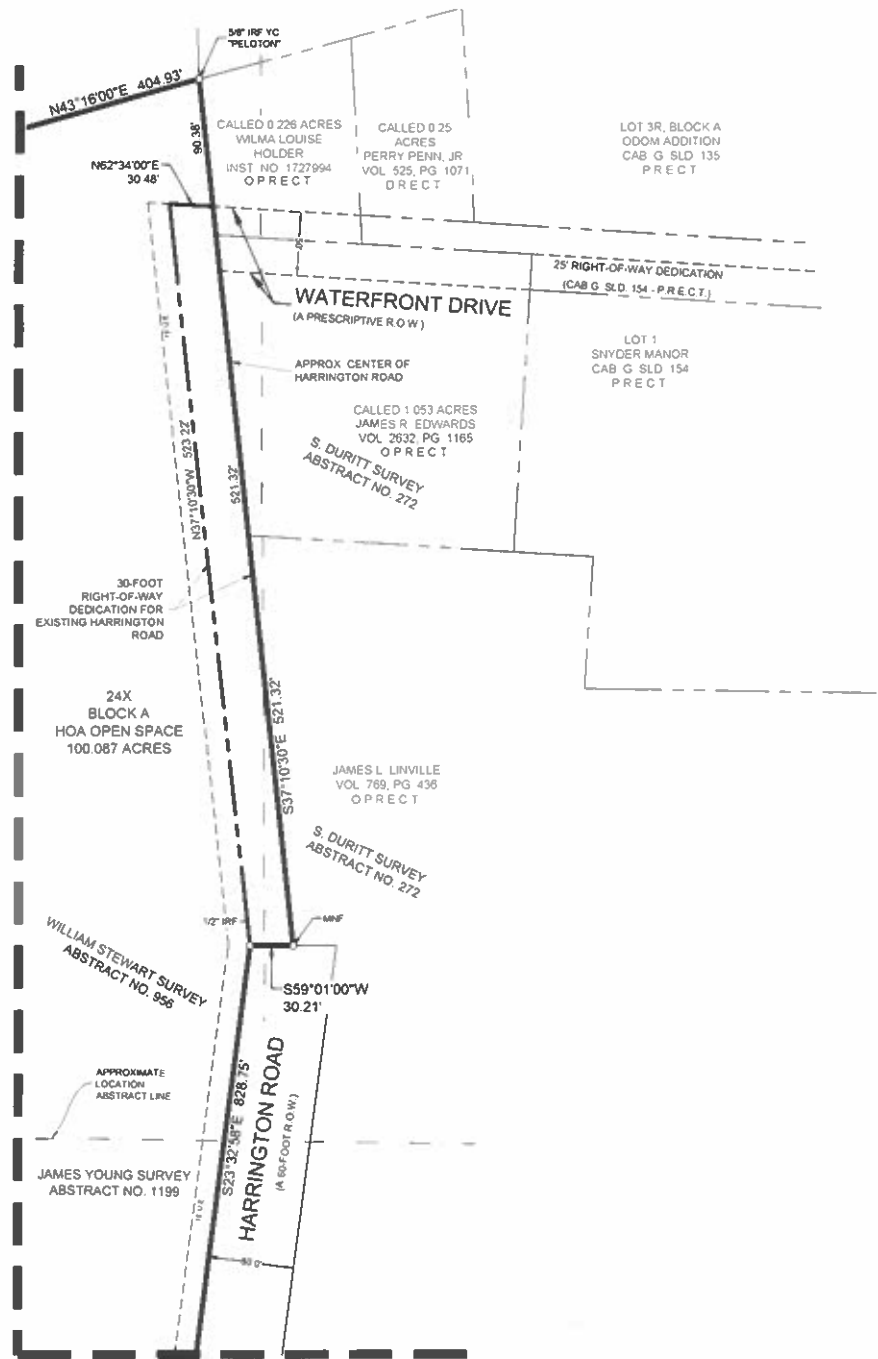 5/8" IRF YC
"PELOTON"
N43°16'00"E 404.93'
90.38'
CALLED 0.226 ACRES
WILMA LOUISE
HOLDER
INST NO 1727994
OPRECT
CALLED 0.25
ACRES
PERRY PENN, JR
VOL 525, PG 1071
DRECT
LOT 3R, BLOCK A
ODOM ADDITION
CAB G SLD 135
PRECT
N62°34'00"E
30.48'
25' RIGHT-OF-WAY DEDICATION
(CAB G SLD. 154 - P.R.E.C.T.)
WATERFRONT DRIVE
(A PRESCRIPTIVE R.O.W)
LOT 1
SNYDER MANOR
CAB G SLD 154
PRECT
APPROX CENTER OF
HARRINGTON ROAD
CALLED 1.053 ACRES
JAMES R EDWARDS
VOL 2632, PG 1165
OPRECT
S. DURITT SURVEY
ABSTRACT NO. 272
N37°10'30"W 523.22'
521.32'
30-FOOT
RIGHT-OF-WAY
DEDICATION FOR
EXISTING HARRINGTON
ROAD
24X
BLOCK A
HOA OPEN SPACE
100.087 ACRES
S37°10'30"E 521.32'
JAMES L LINVILLE
VOL 769, PG 436
OPRECT
S. DURITT SURVEY
ABSTRACT NO. 272
1/2" IRF
MNF
WILLIAM STEWART SURVEY
ABSTRACT NO. 956
S59°01'00"W
30.21'
APPROXIMATE
LOCATION
ABSTRACT LINE
S23°32'58"E 828.75'
HARRINGTON ROAD
(A 60-FOOT R.O.W.)
JAMES YOUNG SURVEY
ABSTRACT NO. 1199
60.0'